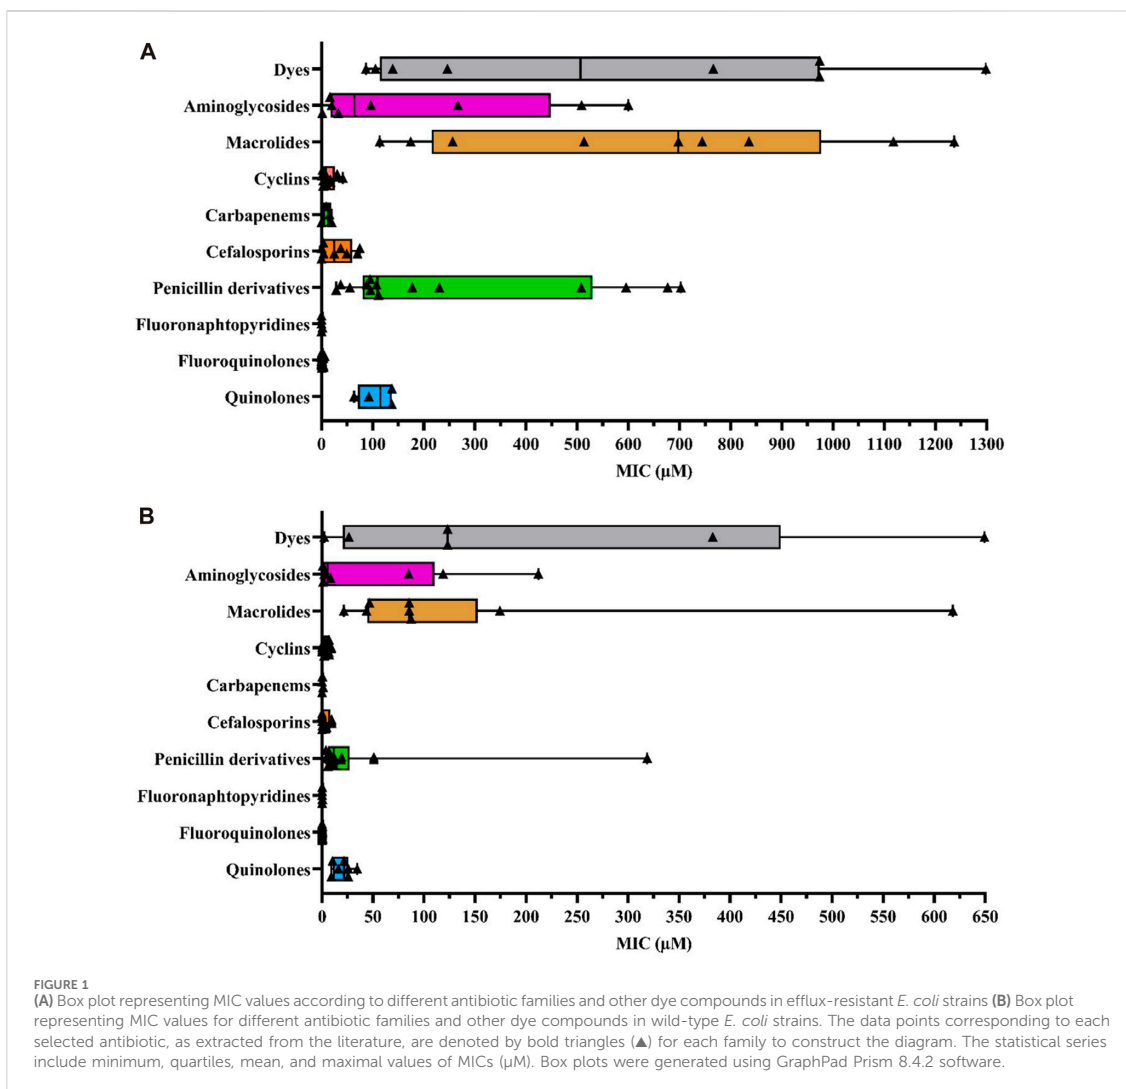 A
Dyes
Aminoglycosides
Macrolides
Cyclins
Carbapenems
Cefalosporins
Penicillin derivatives
Fluoronaphtopyridines
Fluoroquinolones
Quinolones
0 100 200 300 400 500 600 700 800 900 1000 1100 1200 1300
MIC (µM)
B
Dyes
Aminoglycosides
Macrolides
Cyclins
Carbapenems
Cefalosporins
Penicillin derivatives
Fluoronaphtopyridines
Fluoroquinolones
Quinolones
0 50 100 150 200 250 300 350 400 450 500 550 600 650
MIC (µM)
FIGURE 1
(A) Box plot representing MIC values according to different antibiotic families and other dye compounds in efflux-resistant E. coli strains (B) Box plot
representing MIC values for different antibiotic families and other dye compounds in wild-type E. coli strains. The data points corresponding to each
selected antibiotic, as extracted from the literature, are denoted by bold triangles (▲) for each family to construct the diagram. The statistical series
include minimum, quartiles, mean, and maximal values of MICs (µM). Box plots were generated using GraphPad Prism 8.4.2 software.